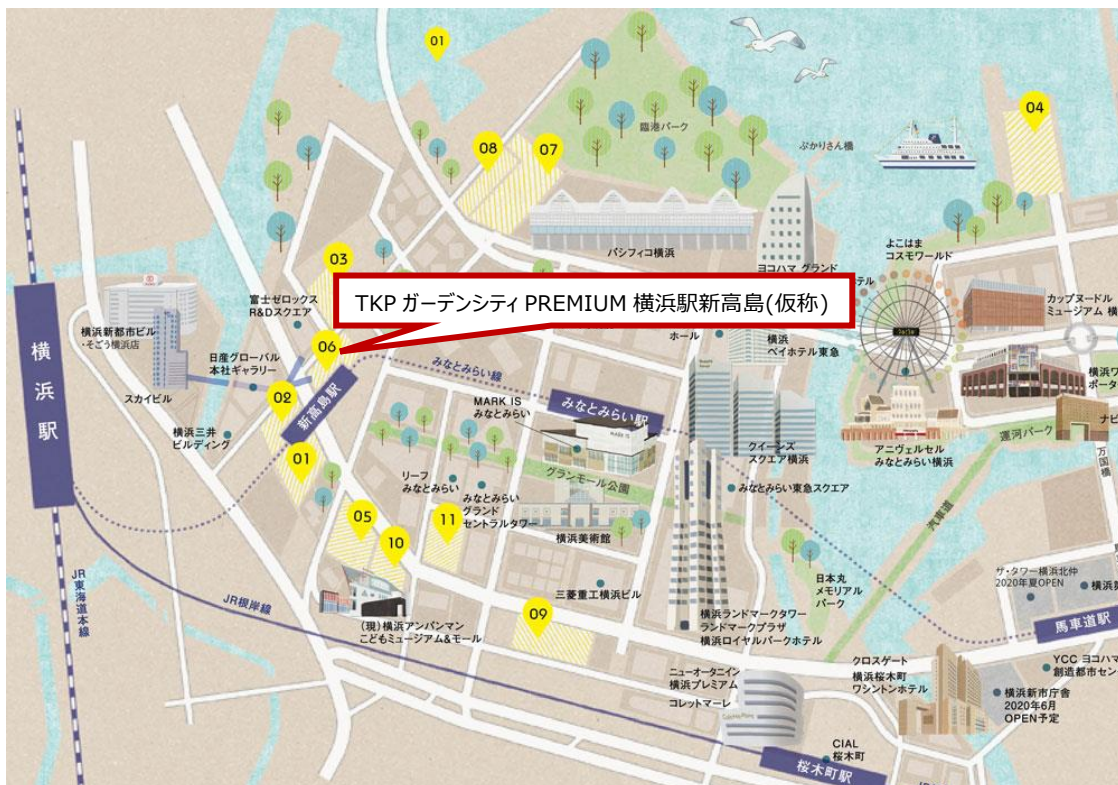 01
04
臨港パーク
08
07
ぷかりさん橋
パシフィコ横浜
よこはま
コスモワールド
ヨコハマ グランド
テル
03
TKP ガーデンシティ PREMIUM 横浜駅新高島(仮称)
富士ゼロックス
R&Dスクエア
カップヌードル
ミュージアム 横
横浜新都市ビル
・そごう横浜店
横浜駅
06
日産グローバル
本社ギャラリー
ホール
横浜
ベイホテル東急
みなとみらい線
スカイビル
02
新高島駅
MARK IS
みなとみらい
みなとみらい駅
横浜ワ
ポータ
ナビ
横浜三井
ビルディング
01
クイーンズ
スクエア横浜
アニヴェルセル
みなとみらい横浜
運河パーク
万国橋
リーフ
みなとみらい
グランモール公園
みなとみらい
グランド
セントラルタワー
みなとみらい東急スクエア
汽車道
05
10
11
横浜美術館
JR東海道本線
JR根岸線
ザ・タワー横浜北仲
2020年夏OPEN
横浜
三菱重工横浜ビル
日本丸
メモリアル
パーク
(現)横浜アンパンマン
こどもミュージアム&モール
09
横浜ランドマークタワー
ランドマークプラザ
横浜ロイヤルパークホテル
馬車道駅
ニューオータニイン
横浜プレミアム
コレットマーレ
クロスゲート
横浜桜木町
ワシントンホテル
YCC ヨコハマ
創造都市セン
横浜新市庁舎
2020年6月
OPEN予定
CIAL
桜木町
桜木町駅